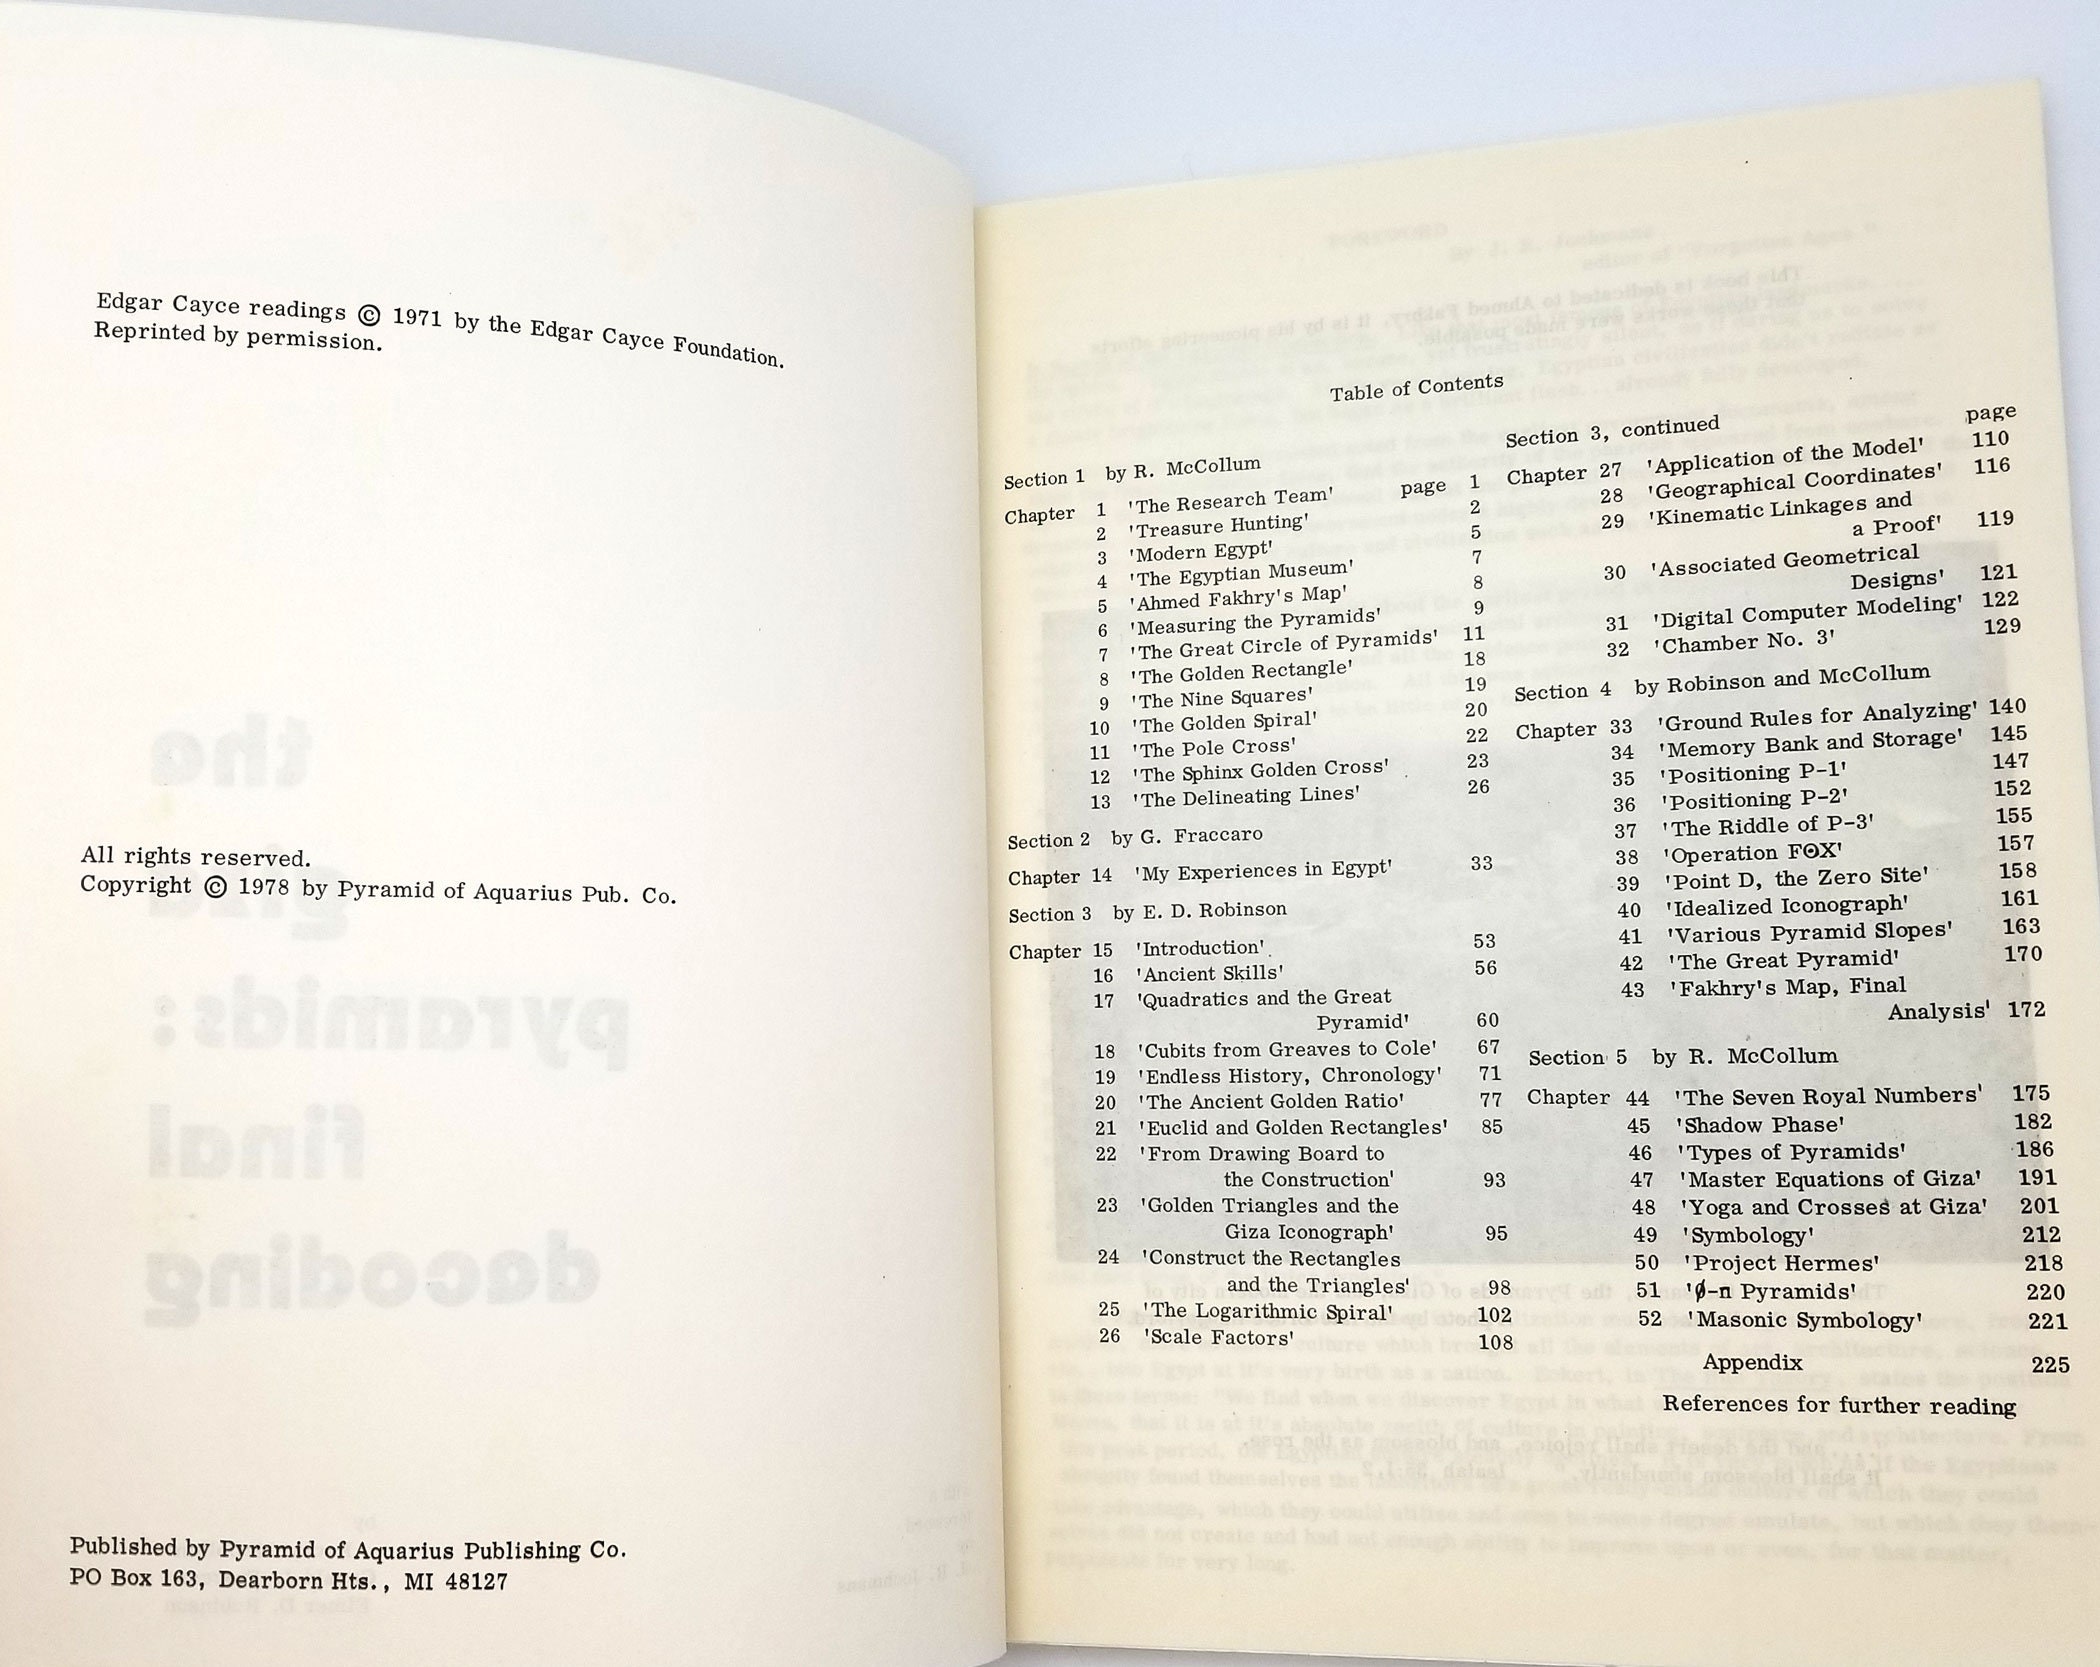 Edgar Cayce readings © 1971 by the Edgar Cayce Foundation.
Reprinted by permission.
All rights reserved.
Copyright © 1978 by Pyramid of Aquarius Pub. Co.
Published by Pyramid of Aquarius Publishing Co.
PO Box 163, Dearborn Hts., MI 48127
Table of Contents
Section 1 by R. McCollum
Chapter 1 'The Research Team' page 1
2 'Treasure Hunting' 2
3 'Modern Egypt' 5
4 'The Egyptian Museum' 7
5 'Ahmed Fakhry's Map' 8
6 'Measuring the Pyramids' 9
7 'The Great Circle of Pyramids' 11
8 'The Golden Rectangle' 18
9 'The Nine Squares' 19
10 'The Golden Spiral' 20
11 'The Pole Cross' 22
12 'The Sphinx Golden Cross' 23
13 'The Delineating Lines' 26
Section 2 by G. Fraccaro
Chapter 14 'My Experiences in Egypt' 33
Section 3 by E. D. Robinson
Chapter 15 'Introduction' 53
16 'Ancient Skills' 56
17 'Quadratics and the Great
Pyramid' 60
18 'Cubits from Greaves to Cole' 67
19 'Endless History, Chronology' 71
20 'The Ancient Golden Ratio' 77
21 'Euclid and Golden Rectangles' 85
22 'From Drawing Board to
the Construction' 93
23 'Golden Triangles and the
Giza Iconograph' 95
24 'Construct the Rectangles
and the Triangles' 98
25 'The Logarithmic Spiral' 102
26 'Scale Factors' 108
Section 3, continued page
Chapter 27 'Application of the Model' 110
28 'Geographical Coordinates' 116
29 'Kinematic Linkages and
a Proof' 119
30 'Associated Geometrical
Designs' 121
31 'Digital Computer Modeling' 122
32 'Chamber No. 3' 129
Section 4 by Robinson and McCollum
Chapter 33 'Ground Rules for Analyzing' 140
34 'Memory Bank and Storage' 145
35 'Positioning P-1' 147
36 'Positioning P-2' 152
37 'The Riddle of P-3' 155
38 'Operation FΘX' 157
39 'Point D, the Zero Site' 158
40 'Idealized Iconograph' 161
41 'Various Pyramid Slopes' 163
42 'The Great Pyramid' 170
43 'Fakhry's Map, Final
Analysis' 172
Section 5 by R. McCollum
Chapter 44 'The Seven Royal Numbers' 175
45 'Shadow Phase' 182
46 'Types of Pyramids' 186
47 'Master Equations of Giza' 191
48 'Yoga and Crosses at Giza' 201
49 'Symbology' 212
50 'Project Hermes' 218
51 'ϕ-n Pyramids' 220
52 'Masonic Symbology' 221
Appendix 225
References for further reading